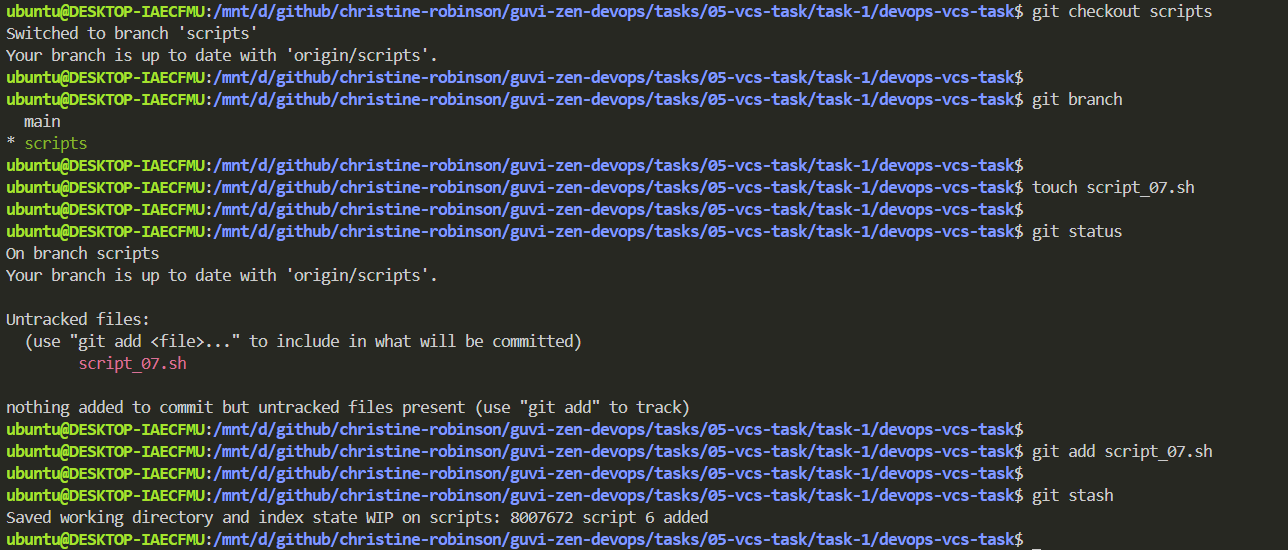 ubuntu@DESKTOP-IAECFMU:/mnt/d/github/christine-robinson/guvi-zen-devops/tasks/05-vcs-task/task-1/devops-vcs-task$ git checkout scripts
Switched to branch 'scripts'
Your branch is up to date with 'origin/scripts'.
ubuntu@DESKTOP-IAECFMU:/mnt/d/github/christine-robinson/guvi-zen-devops/tasks/05-vcs-task/task-1/devops-vcs-task$
ubuntu@DESKTOP-IAECFMU:/mnt/d/github/christine-robinson/guvi-zen-devops/tasks/05-vcs-task/task-1/devops-vcs-task$ git branch
  main
* scripts
ubuntu@DESKTOP-IAECFMU:/mnt/d/github/christine-robinson/guvi-zen-devops/tasks/05-vcs-task/task-1/devops-vcs-task$
ubuntu@DESKTOP-IAECFMU:/mnt/d/github/christine-robinson/guvi-zen-devops/tasks/05-vcs-task/task-1/devops-vcs-task$ touch script_07.sh
ubuntu@DESKTOP-IAECFMU:/mnt/d/github/christine-robinson/guvi-zen-devops/tasks/05-vcs-task/task-1/devops-vcs-task$
ubuntu@DESKTOP-IAECFMU:/mnt/d/github/christine-robinson/guvi-zen-devops/tasks/05-vcs-task/task-1/devops-vcs-task$ git status
On branch scripts
Your branch is up to date with 'origin/scripts'.

Untracked files:
  (use "git add <file>..." to include in what will be committed)
        script_07.sh

nothing added to commit but untracked files present (use "git add" to track)
ubuntu@DESKTOP-IAECFMU:/mnt/d/github/christine-robinson/guvi-zen-devops/tasks/05-vcs-task/task-1/devops-vcs-task$
ubuntu@DESKTOP-IAECFMU:/mnt/d/github/christine-robinson/guvi-zen-devops/tasks/05-vcs-task/task-1/devops-vcs-task$ git add script_07.sh
ubuntu@DESKTOP-IAECFMU:/mnt/d/github/christine-robinson/guvi-zen-devops/tasks/05-vcs-task/task-1/devops-vcs-task$
ubuntu@DESKTOP-IAECFMU:/mnt/d/github/christine-robinson/guvi-zen-devops/tasks/05-vcs-task/task-1/devops-vcs-task$ git stash
Saved working directory and index state WIP on scripts: 8007672 script 6 added
ubuntu@DESKTOP-IAECFMU:/mnt/d/github/christine-robinson/guvi-zen-devops/tasks/05-vcs-task/task-1/devops-vcs-task$